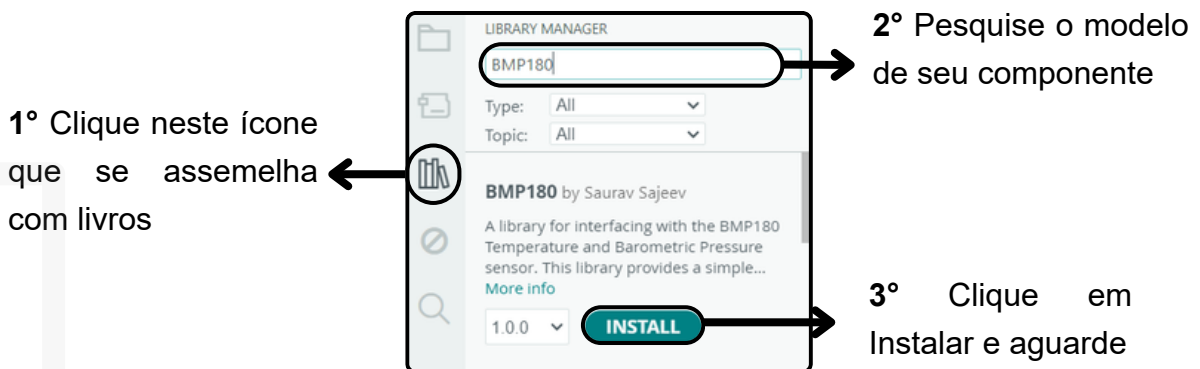 1° Clique neste ícone
que se assemelha
com livros
LIBRARY MANAGER
BMP180
Type: All
Topic: All
BMP180 by Saurav Sajeev
A library for interfacing with the BMP180
Temperature and Barometric Pressure
sensor. This library provides a simple...
More info
1.0.0 INSTALL
2° Pesquise o modelo
de seu componente
3° Clique em
Instalar e aguarde